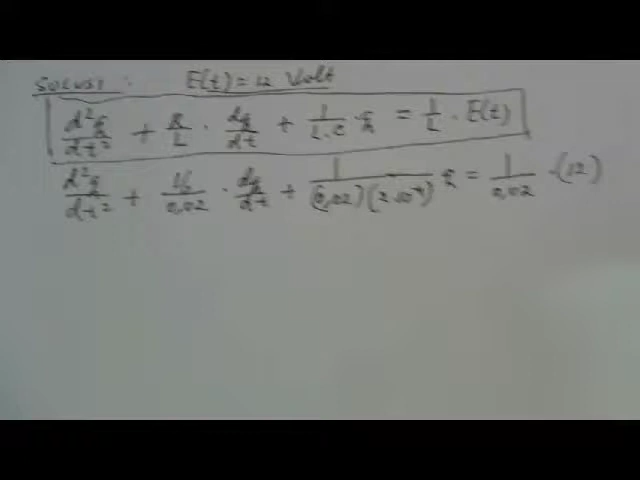 SOLUSI : E(t) = 12 Volt
d²q/dt² + R/L · dq/dt + 1/L.C · q = 1/L · E(t)
d²q/dt² + 16/0,02 · dq/dt + 1/(0,02)(2·10⁻⁴) q = 1/0,02 · (12)